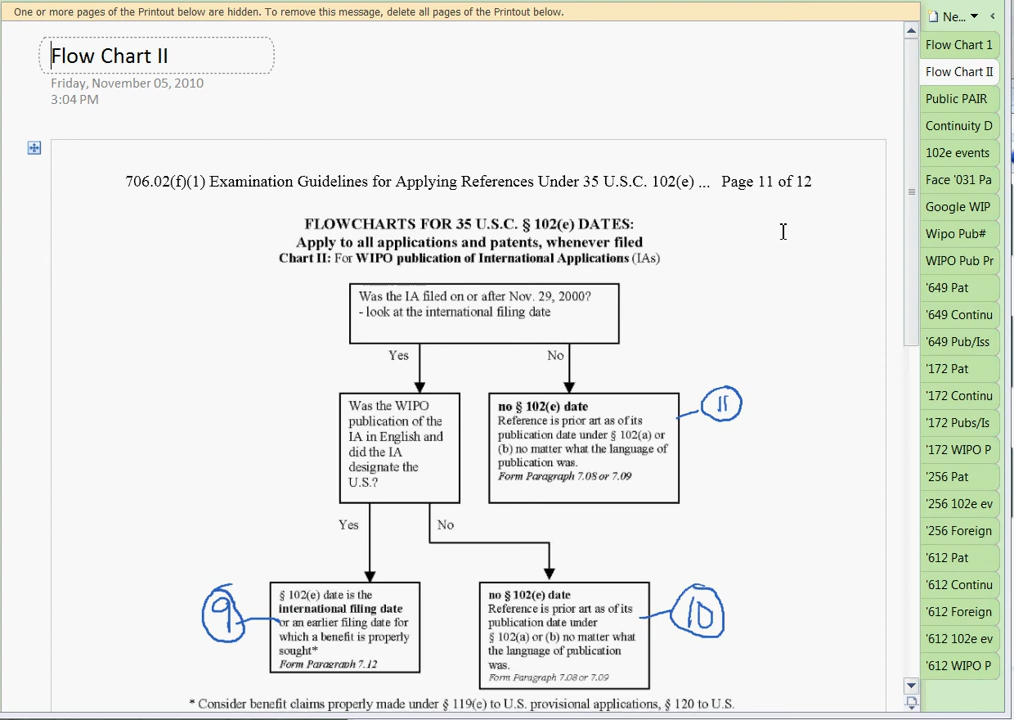 One or more pages of the Printout below are hidden. To remove this message, delete all pages of the Printout below.
Flow Chart II
Friday, November 05, 2010
3:04 PM
706.02(f)(1) Examination Guidelines for Applying References Under 35 U.S.C. 102(e) ... Page 11 of 12
FLOWCHARTS FOR 35 U.S.C. § 102(e) DATES:
Apply to all applications and patents, whenever filed
Chart II: For WIPO publication of International Applications (IAs)
Was the IA filed on or after Nov. 29, 2000?
- look at the international filing date
Yes
No
Was the WIPO
publication of the
IA in English and
did the IA
designate the
U.S.?
no § 102(e) date
Reference is prior art as of its
publication date under § 102(a) or
(b) no matter what the language of
publication was.
Form Paragraph 7.08 or 7.09
11
Yes
No
9
§ 102(e) date is the
international filing date
or an earlier filing date for
which a benefit is properly
sought*
Form Paragraph 7.12
no § 102(e) date
Reference is prior art as of its
publication date under
§ 102(a) or (b) no matter what
the language of publication
was.
Form Paragraph 7.08 or 7.09
10
* Consider benefit claims properly made under § 119(e) to U.S. provisional applications, § 120 to U.S.
Ne...
Flow Chart 1
Flow Chart II
Public PAIR
Continuity D
102e events
Face '031 Pa
Google WIP
Wipo Pub#
WIPO Pub Pr
'649 Pat
'649 Continu
'649 Pub/Iss
'172 Pat
'172 Continu
'172 Pubs/Is
'172 WIPO P
'256 Pat
'256 102e ev
'256 Foreign
'612 Pat
'612 Continu
'612 Foreign
'612 102e ev
'612 WIPO P